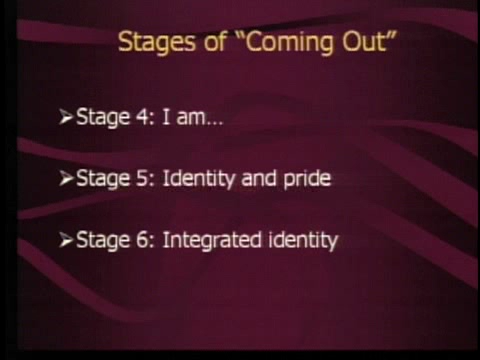 Stages of “Coming Out”
➢Stage 4: I am…
➢Stage 5: Identity and pride
➢Stage 6: Integrated identity